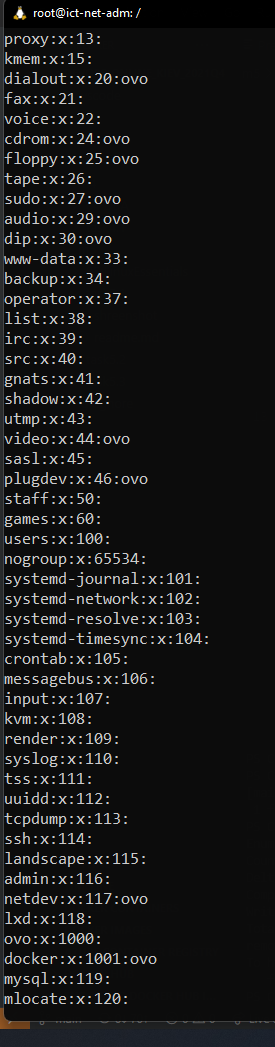 root@ict-net-adm: /
proxy:x:13:
kmem:x:15:
dialout:x:20:ovo
fax:x:21:
voice:x:22:
cdrom:x:24:ovo
floppy:x:25:ovo
tape:x:26:
sudo:x:27:ovo
audio:x:29:ovo
dip:x:30:ovo
www-data:x:33:
backup:x:34:
operator:x:37:
list:x:38:
irc:x:39:
src:x:40:
gnats:x:41:
shadow:x:42:
utmp:x:43:
video:x:44:ovo
sasl:x:45:
plugdev:x:46:ovo
staff:x:50:
games:x:60:
users:x:100:
nogroup:x:65534:
systemd-journal:x:101:
systemd-network:x:102:
systemd-resolve:x:103:
systemd-timesync:x:104:
crontab:x:105:
messagebus:x:106:
input:x:107:
kvm:x:108:
render:x:109:
syslog:x:110:
tss:x:111:
uuidd:x:112:
tcpdump:x:113:
ssh:x:114:
landscape:x:115:
admin:x:116:
netdev:x:117:ovo
lxd:x:118:
ovo:x:1000:
docker:x:1001:ovo
mysql:x:119:
mlocate:x:120: